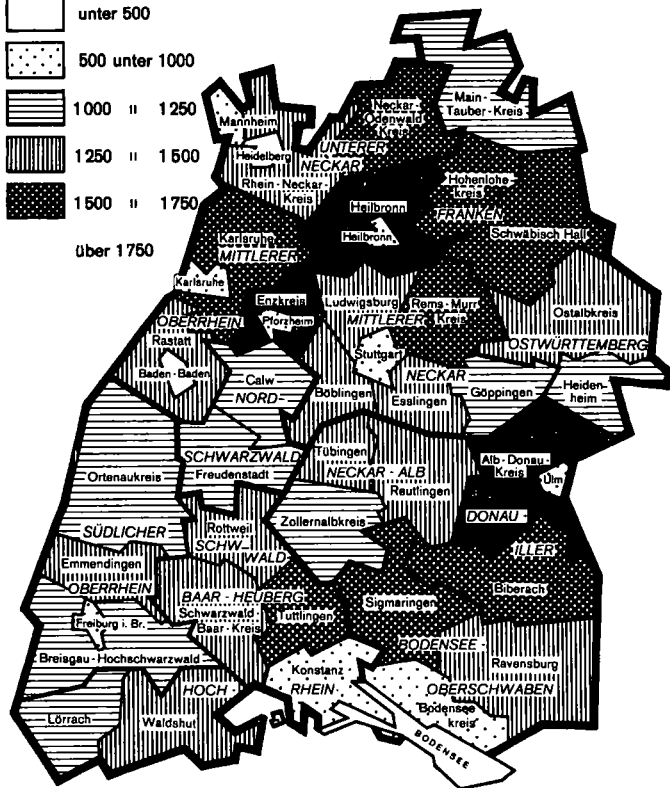 unter 500
500 unter 1000
1000 " 1250
1250 " 1500
1500 " 1750
über 1750
Main-
Tauber-Kreis
Neckar-
Odenwald
Kreis
Mannheim
UNTERER
NECKAR
Heidelberg
Rhein-Neckar-
Kreis
Hohenlohe-
kreis
Heilbronn
FRANKEN
Heilbronn
Schwäbisch Hall
Karlsruhe
MITTLERER
Karlsruhe
Enzkreis
Ludwigsburg
Rems-Murr
Kreis
Ostalbkreis
OBERRHEIN
Pforzheim
MITTLERER
OSTWÜRTTEMBERG
Rastatt
Stuttgart
Baden-Baden
Calw
NECKAR
NORD-
Böblingen
Esslingen
Göppingen
Heiden-
heim
Tübingen
SCHWARZWALD
NECKAR - ALB
Alb-Donau-
Kreis
Ortenaukreis
Freudenstadt
Reutlingen
Ulm
Zollernalbkreis
DONAU -
SÜDLICHER
Rottweil
SCHW.
WALD-
ILLER
Emmendingen
OBERRHEIN
BAAR - HEUBERG
Biberach
Schwarzwald-
Baar-Kreis
Tuttlingen
Sigmaringen
Freiburg i. Br.
BODENSEE -
Breisgau-Hochschwarzwald
Konstanz
Ravensburg
HOCH -
RHEIN
OBERSCHWABEN
Bodensee
kreis
Lörrach
Waldshut
BODENSEE